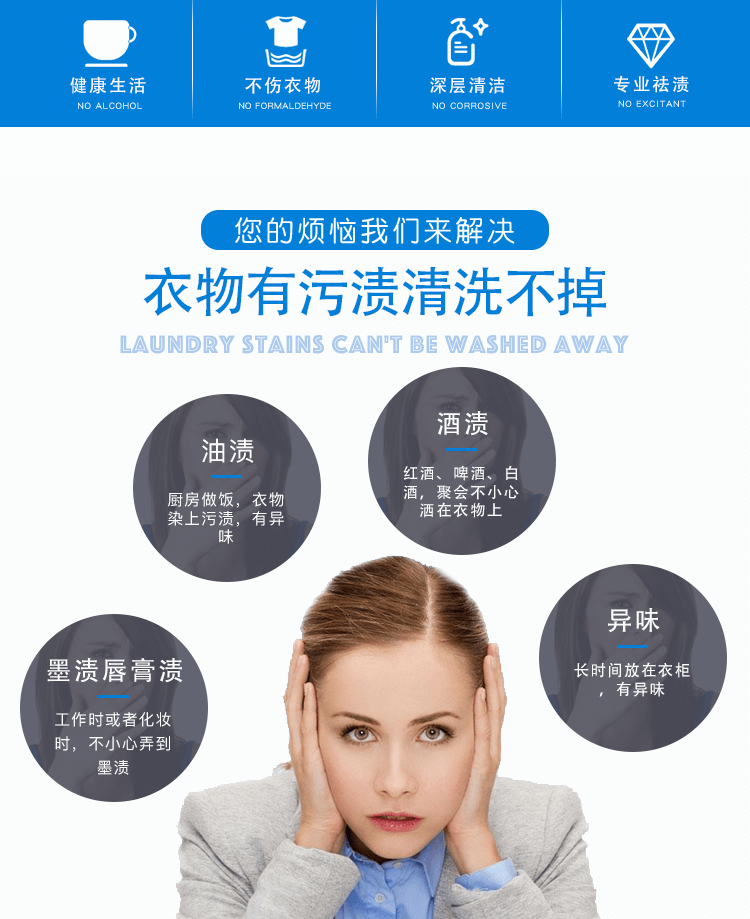 健康生活
NO ALCOHOL
不伤衣物
NO FORMALDEHYDE
深层清洁
NO CORROSIVE
专业祛渍
NO EXCITANT
您的烦恼我们来解决
衣物有污渍清洗不掉
LAUNDRY STAINS CAN'T BE WASHED AWAY
油渍
厨房做饭，衣物
染上污渍，有异
味
酒渍
红酒、啤酒、白
酒，聚会不小心
洒在衣物上
墨渍唇膏渍
工作时或者化妆
时，不小心弄到
墨渍
异味
长时间放在衣柜
，有异味